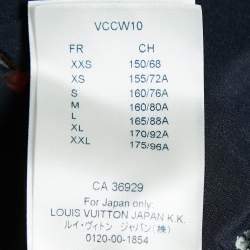 VCCW10
FR CH
XXS 150/68
XS 155/72A
S 160/76A
M 160/80A
L 165/88A
XL 170/92A
XXL 175/96A
CA 36929
For Japan only:
LOUIS VUITTON JAPAN K.K.
ルイ・ヴィトン ジャパン(株)
0120-00-1854